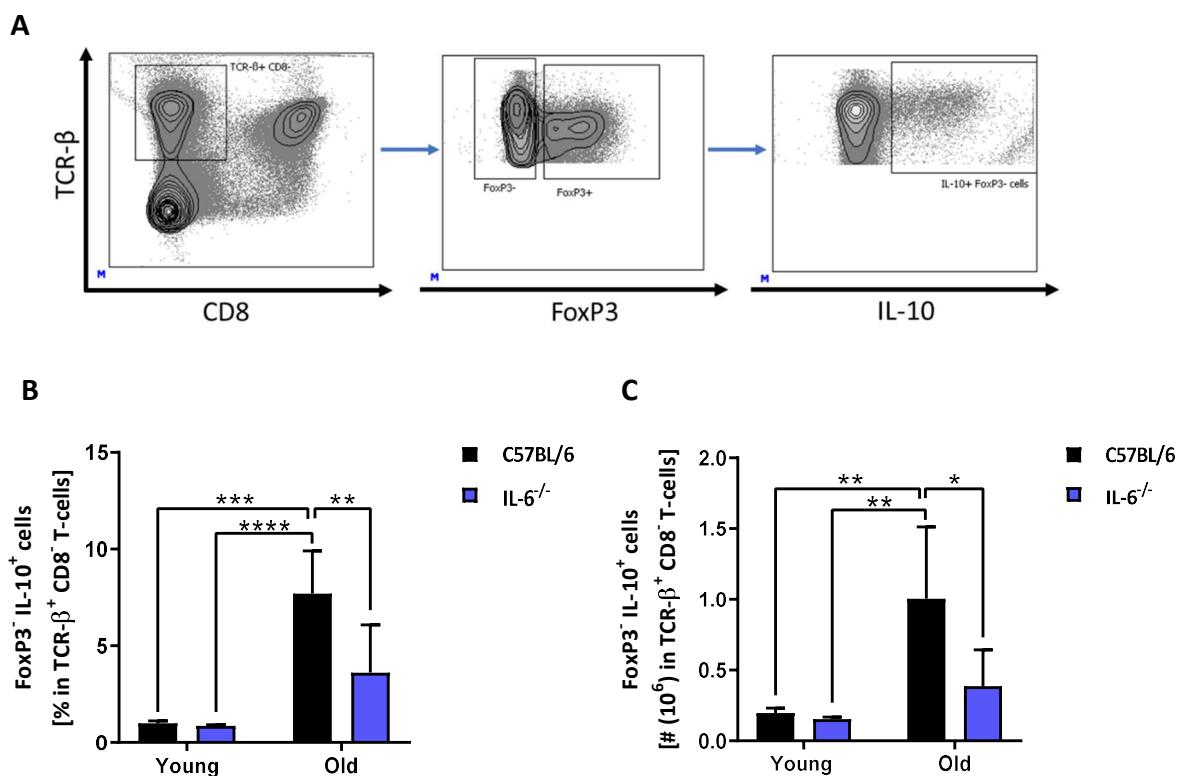 A
TCR-β
TCR-β+ CD8-
M
CD8
FoxP3-
FoxP3+
M
FoxP3
IL-10+ FoxP3- cells
M
IL-10
B
FoxP3⁻ IL-10⁺ cells
[% in TCR-β⁺ CD8⁻ T-cells]
15
10
5
0
***
**
****
Young
Old
C57BL/6
IL-6⁻/⁻
C
FoxP3⁻ IL-10⁺ cells
[# (10⁶) in TCR-β⁺ CD8⁻ T-cells]
2.0
1.5
1.0
0.5
0.0
**
*
**
Young
Old
C57BL/6
IL-6⁻/⁻